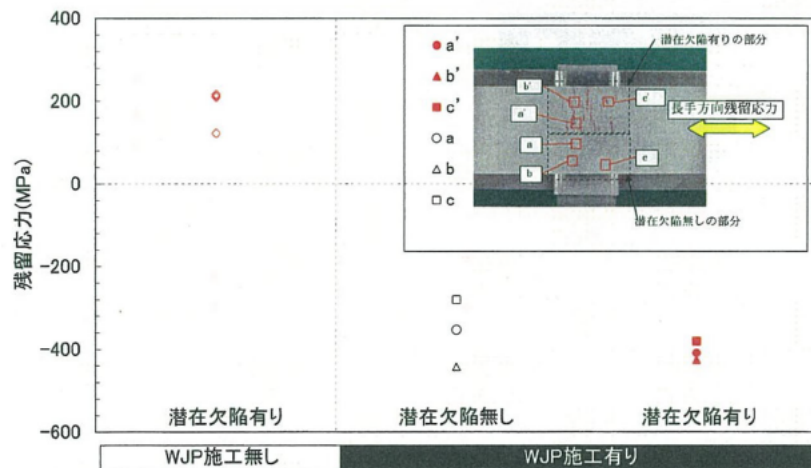 400
200
0
−200
−400
−600
残留応力(MPa)
a'
b'
c'
a
b
c
潜在欠陥有りの部分
b'
c'
a'
a
b
c
長手方向残留応力
潜在欠陥無しの部分
潜在欠陥有り
潜在欠陥無し
潜在欠陥有り
WJP施工無し
WJP施工有り